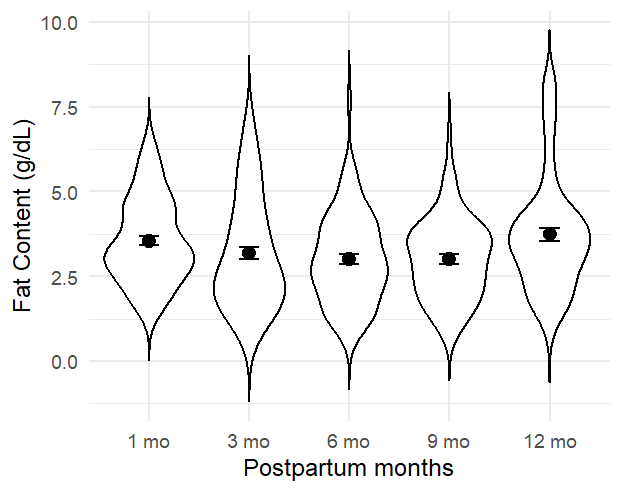 Fat Content (g/dL)
10.0
7.5
5.0
2.5
0.0
1 mo 3 mo 6 mo 9 mo 12 mo
Postpartum months